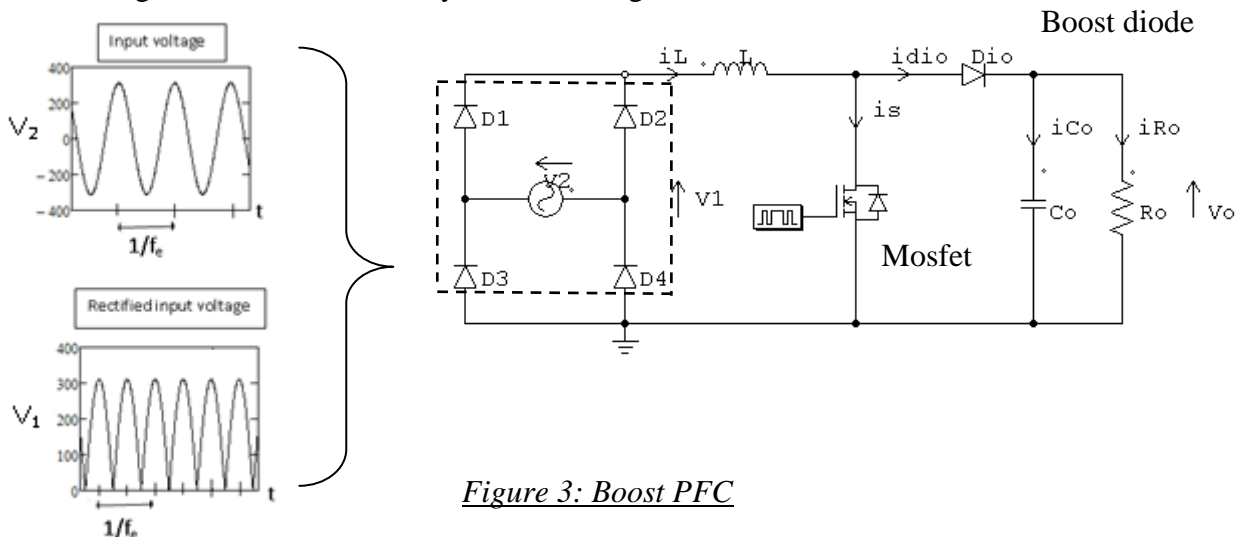 Boost diode
Input voltage
400
200
0
-200
-400
V2
t
1/fe
Rectified input voltage
400
300
200
100
0
V1
t
1/fe
iL
L
idio
Dio
D1
D2
is
iCo
iRo
V2
V1
Co
Ro
Vo
Mosfet
D3
D4
Figure 3: Boost PFC